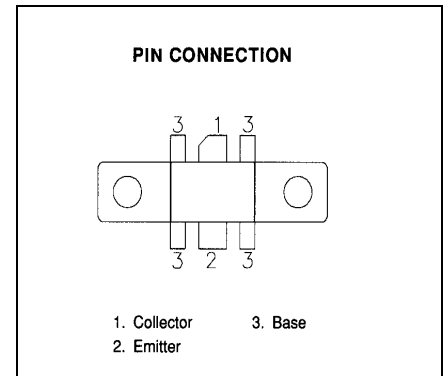 PIN CONNECTION
3 1 3
3 2 3
1. Collector 3. Base
2. Emitter